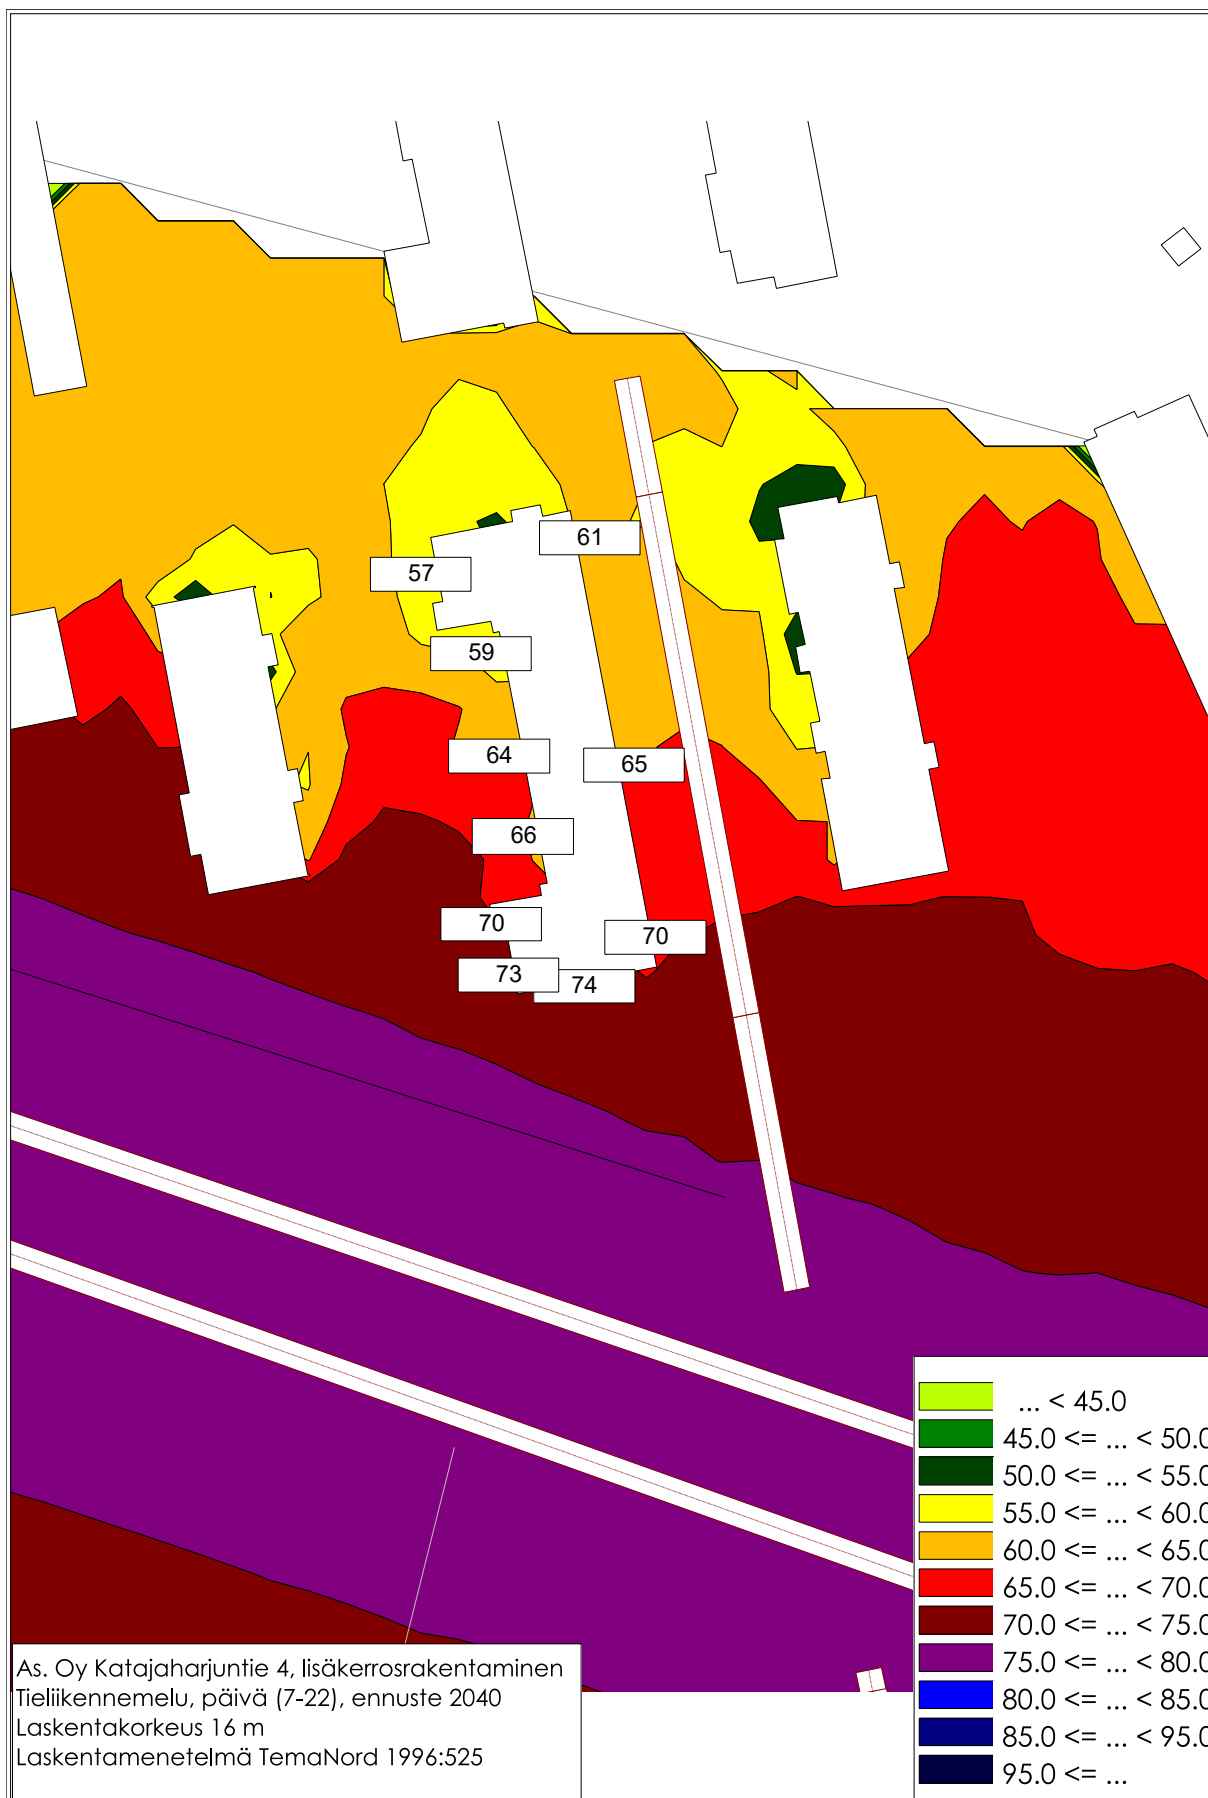 61
57
59
64
65
66
70
70
73
74
... < 45.0
45.0 <= ... < 50.0
50.0 <= ... < 55.0
55.0 <= ... < 60.0
60.0 <= ... < 65.0
65.0 <= ... < 70.0
70.0 <= ... < 75.0
75.0 <= ... < 80.0
80.0 <= ... < 85.0
85.0 <= ... < 95.0
95.0 <= ...
As. Oy Katajaharjuntie 4, lisäkerrosrakentaminen
Tieliikennemelu, päivä (7-22), ennuste 2040
Laskentakorkeus 16 m
Laskentamenetelmä TemaNord 1996:525